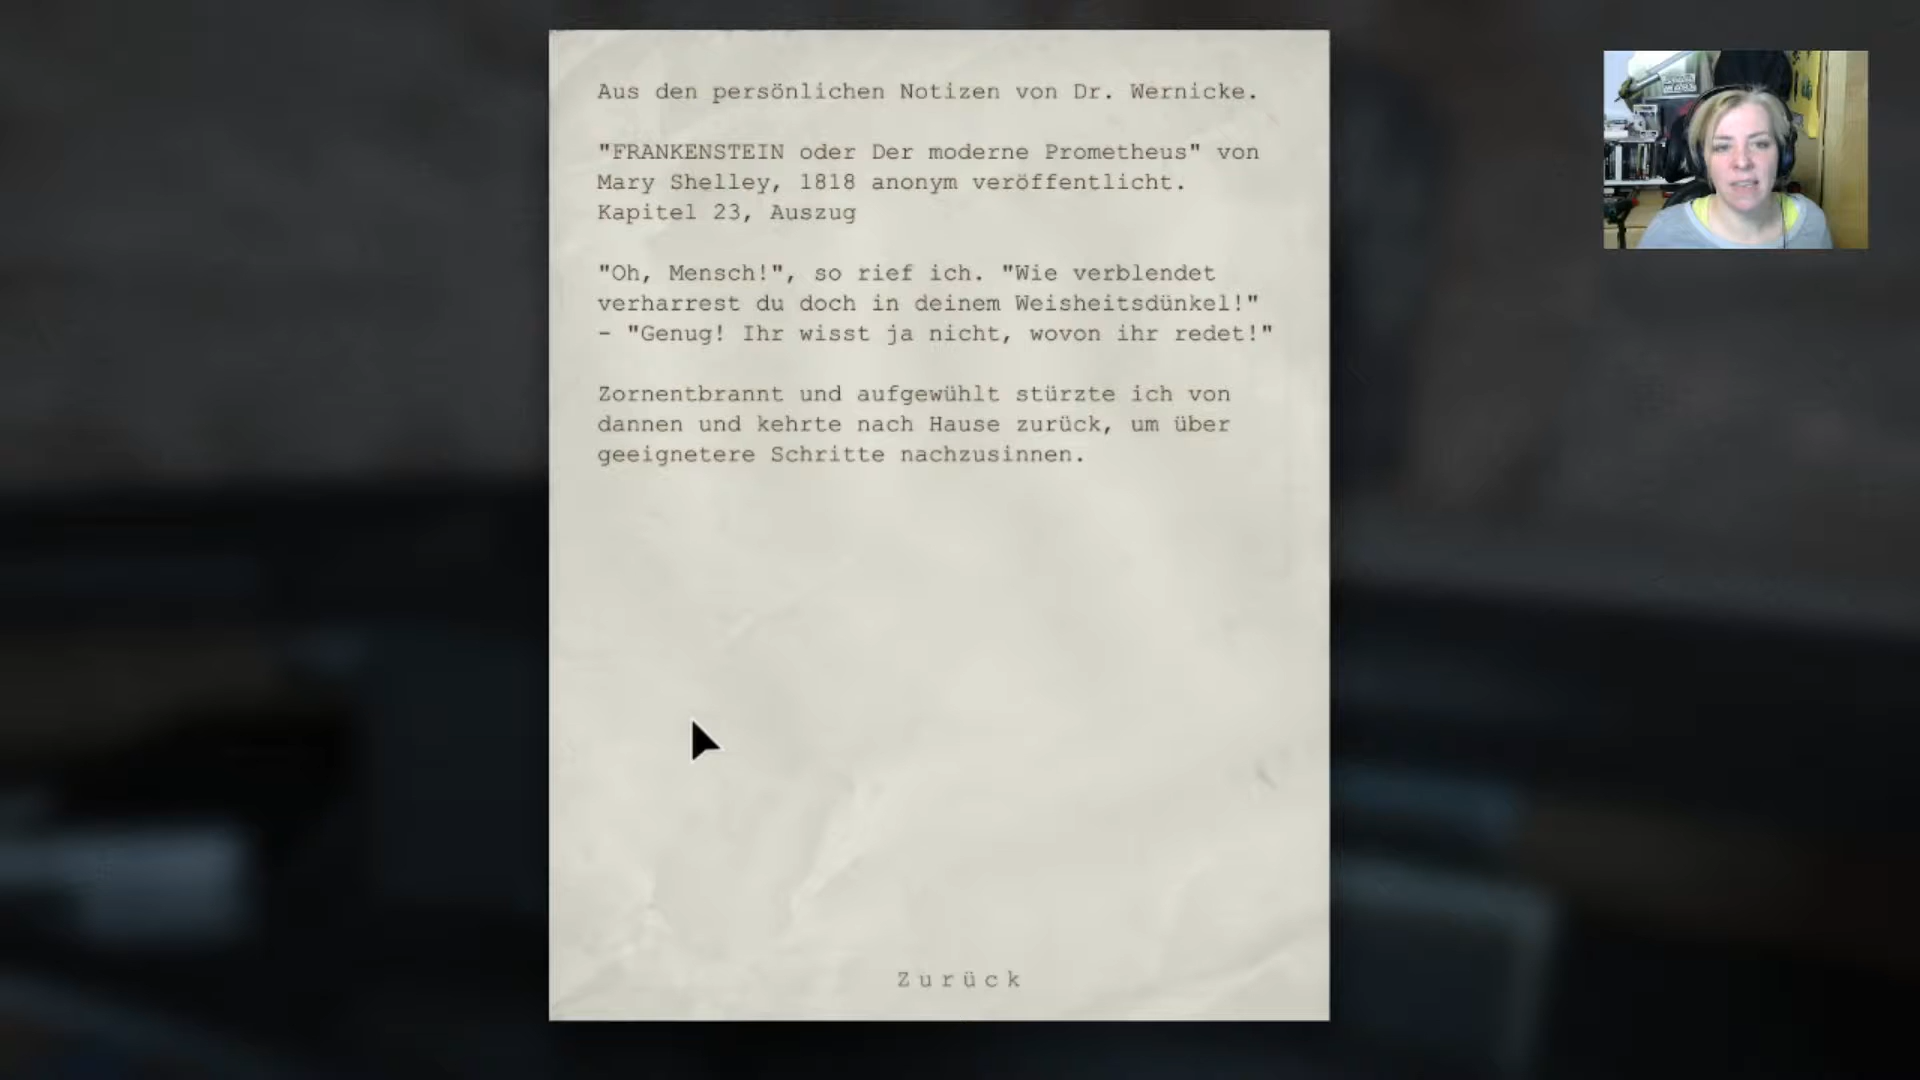 Aus den persönlichen Notizen von Dr. Wernicke.
"FRANKENSTEIN oder Der moderne Prometheus" von
Mary Shelley, 1818 anonym veröffentlicht.
Kapitel 23, Auszug
"Oh, Mensch!", so rief ich. "Wie verblendet
verharrest du doch in deinem Weisheitsdünkel!"
- "Genug! Ihr wisst ja nicht, wovon ihr redet!"
Zornentbrannt und aufgewühlt stürzte ich von
dannen und kehrte nach Hause zurück, um über
geeignetere Schritte nachzusinnen.
Zurück